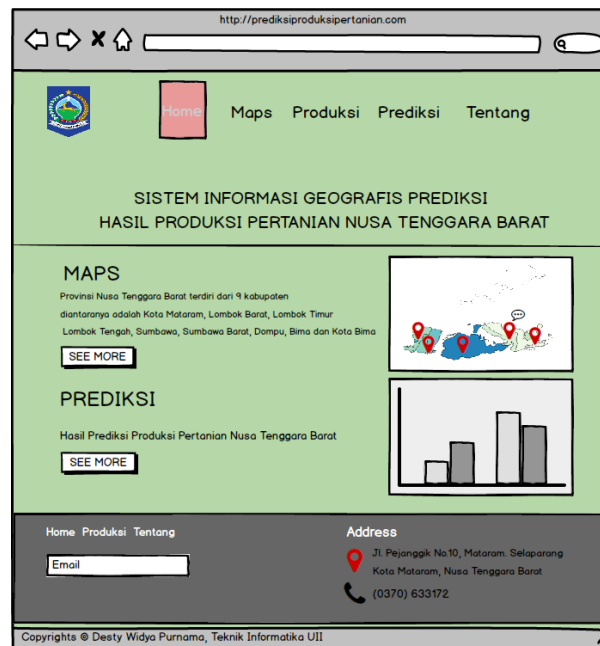 http://prediksiproduksipertanian.com
Home Maps Produksi Prediksi Tentang
SISTEM INFORMASI GEOGRAFIS PREDIKSI
HASIL PRODUKSI PERTANIAN NUSA TENGGARA BARAT
MAPS
Provinsi Nusa Tenggara Barat terdiri dari 9 kabupaten
diantaranya adalah Kota Mataram, Lombok Barat, Lombok Timur
Lombok Tengah, Sumbawa, Sumbawa Barat, Dompu, Bima dan Kota Bima
SEE MORE
PREDIKSI
Hasil Prediksi Produksi Pertanian Nusa Tenggara Barat
SEE MORE
Home Produksi Tentang
Email
Address
Jl. Pejanggik No.10, Mataram. Selaparang
Kota Mataram, Nusa Tenggara Barat
(0370) 633172
Copyrights © Desty Widya Purnama, Teknik Informatika UII